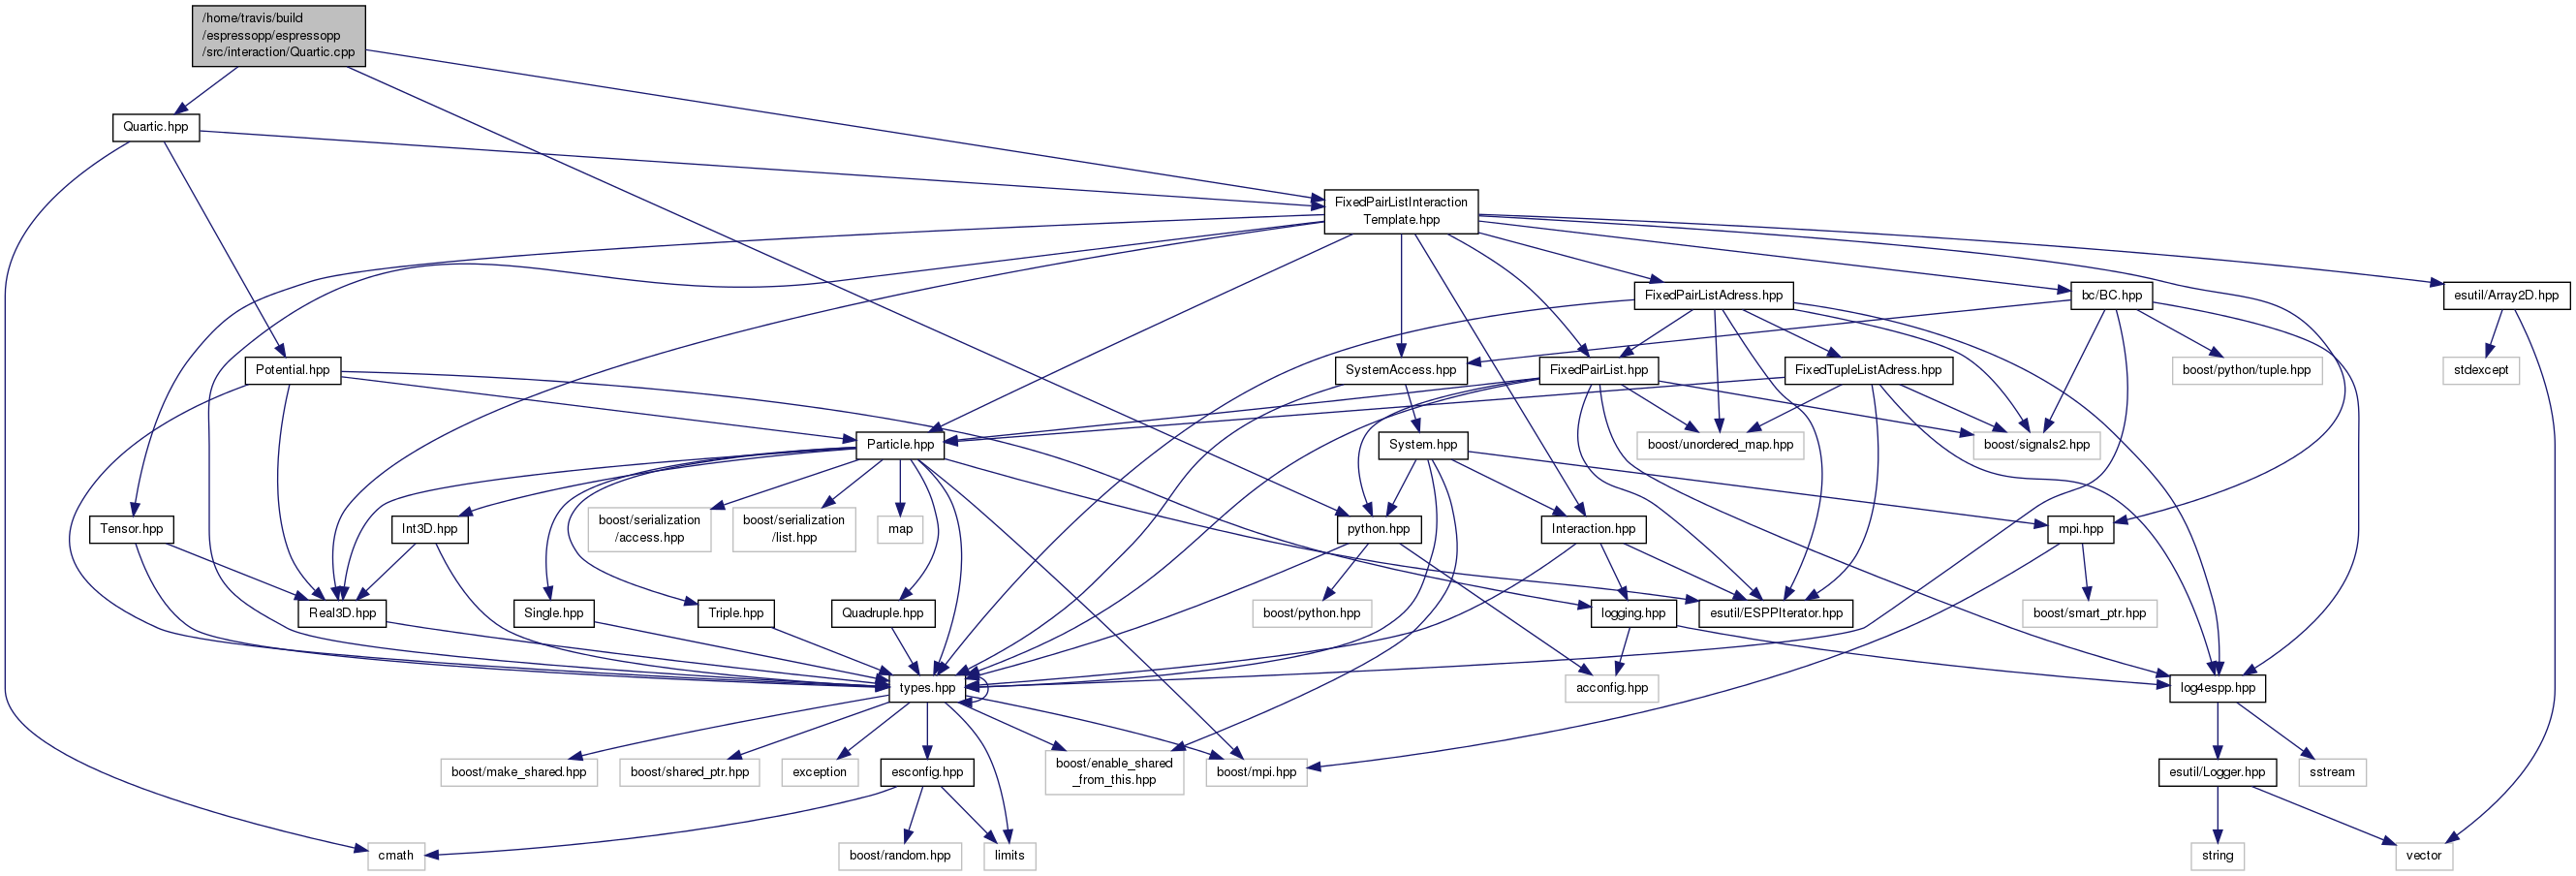 /home/travis/build
/espressopp/espressopp
/src/interaction/Quartic.cpp
Quartic.hpp
FixedPairListInteraction
Template.hpp
FixedPairListAdress.hpp
bc/BC.hpp
esutil/Array2D.hpp
Potential.hpp
SystemAccess.hpp
FixedPairList.hpp
FixedTupleListAdress.hpp
boost/python/tuple.hpp
stdexcept
Particle.hpp
System.hpp
boost/unordered_map.hpp
boost/signals2.hpp
Tensor.hpp
Int3D.hpp
boost/serialization
/access.hpp
boost/serialization
/list.hpp
map
python.hpp
Interaction.hpp
mpi.hpp
Real3D.hpp
Single.hpp
Triple.hpp
Quadruple.hpp
boost/python.hpp
logging.hpp
esutil/ESPPIterator.hpp
boost/smart_ptr.hpp
types.hpp
acconfig.hpp
log4espp.hpp
boost/make_shared.hpp
boost/shared_ptr.hpp
exception
esconfig.hpp
boost/enable_shared
_from_this.hpp
boost/mpi.hpp
esutil/Logger.hpp
sstream
cmath
boost/random.hpp
limits
string
vector